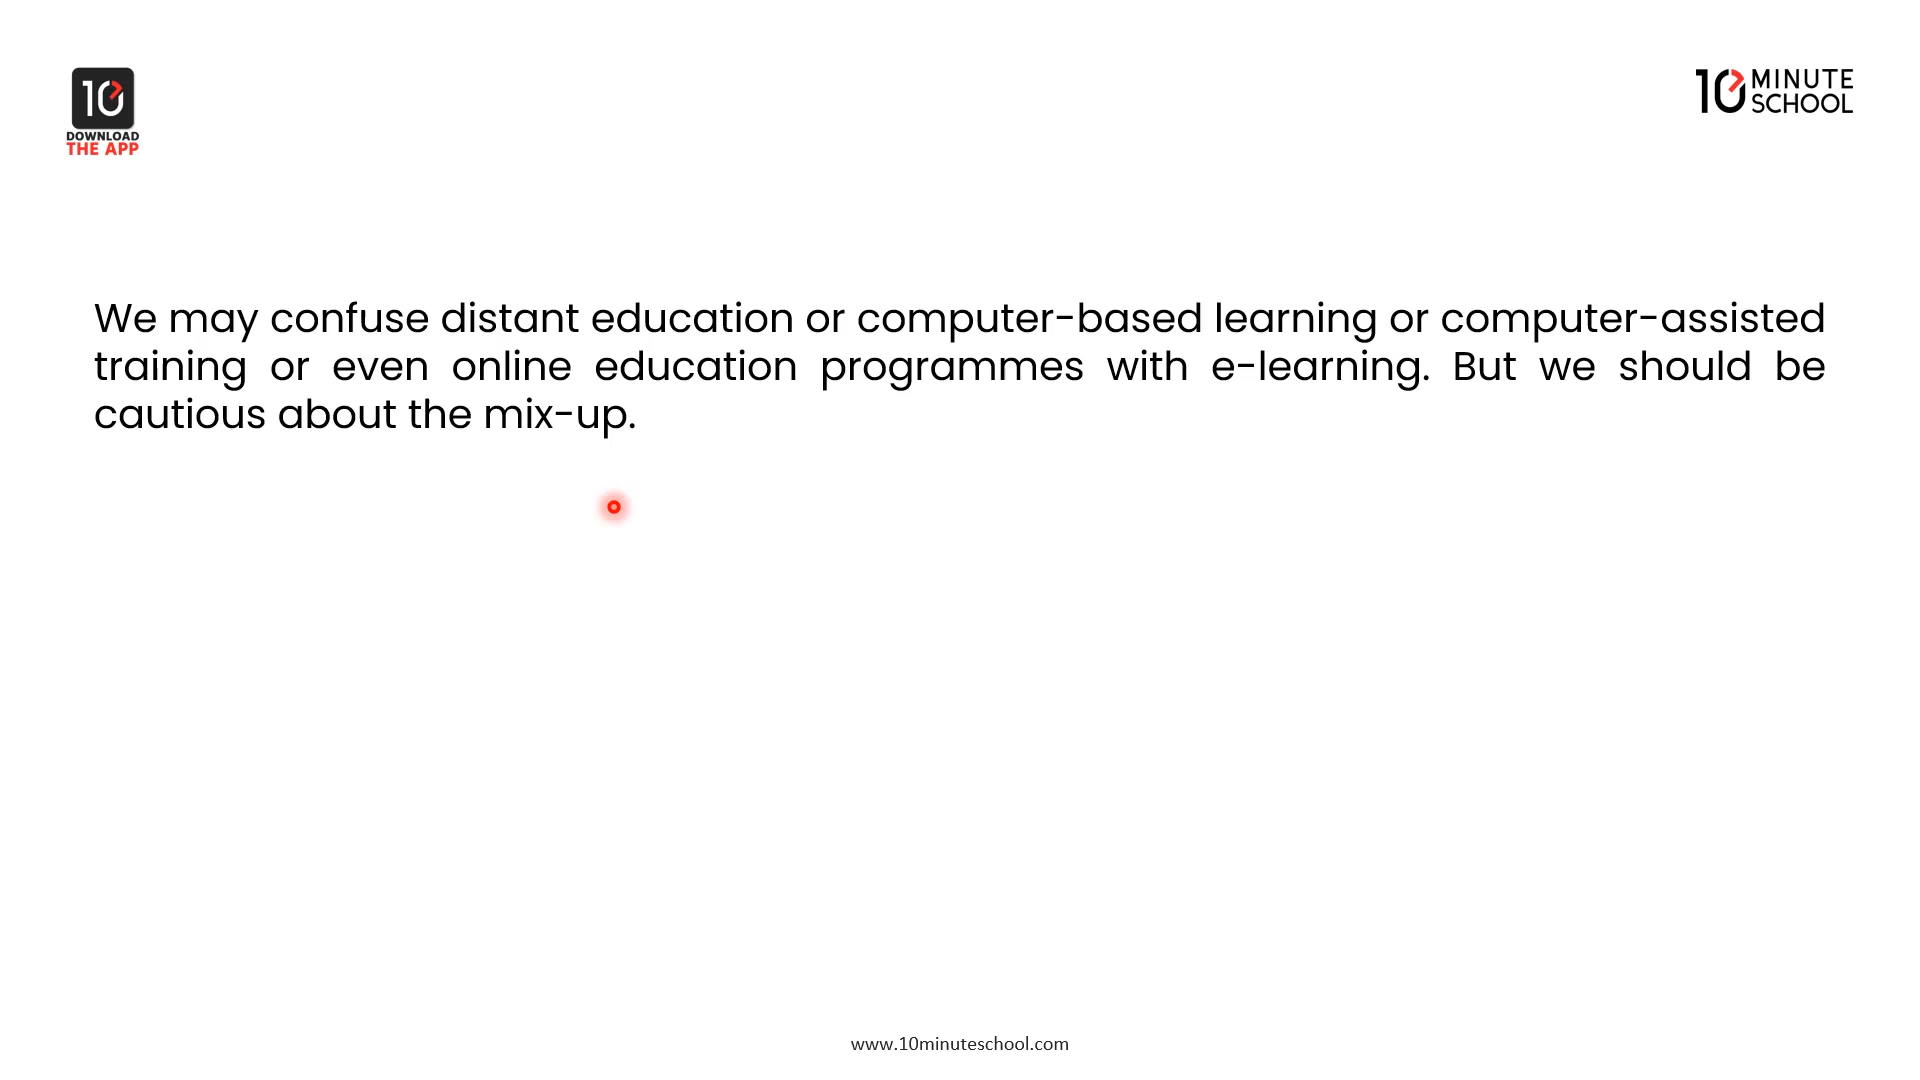 10
DOWNLOAD
THE APP
10 MINUTE
SCHOOL
We may confuse distant education or computer-based learning or computer-assisted
training or even online education programmes with e-learning. But we should be
cautious about the mix-up.
www.10minuteschool.com